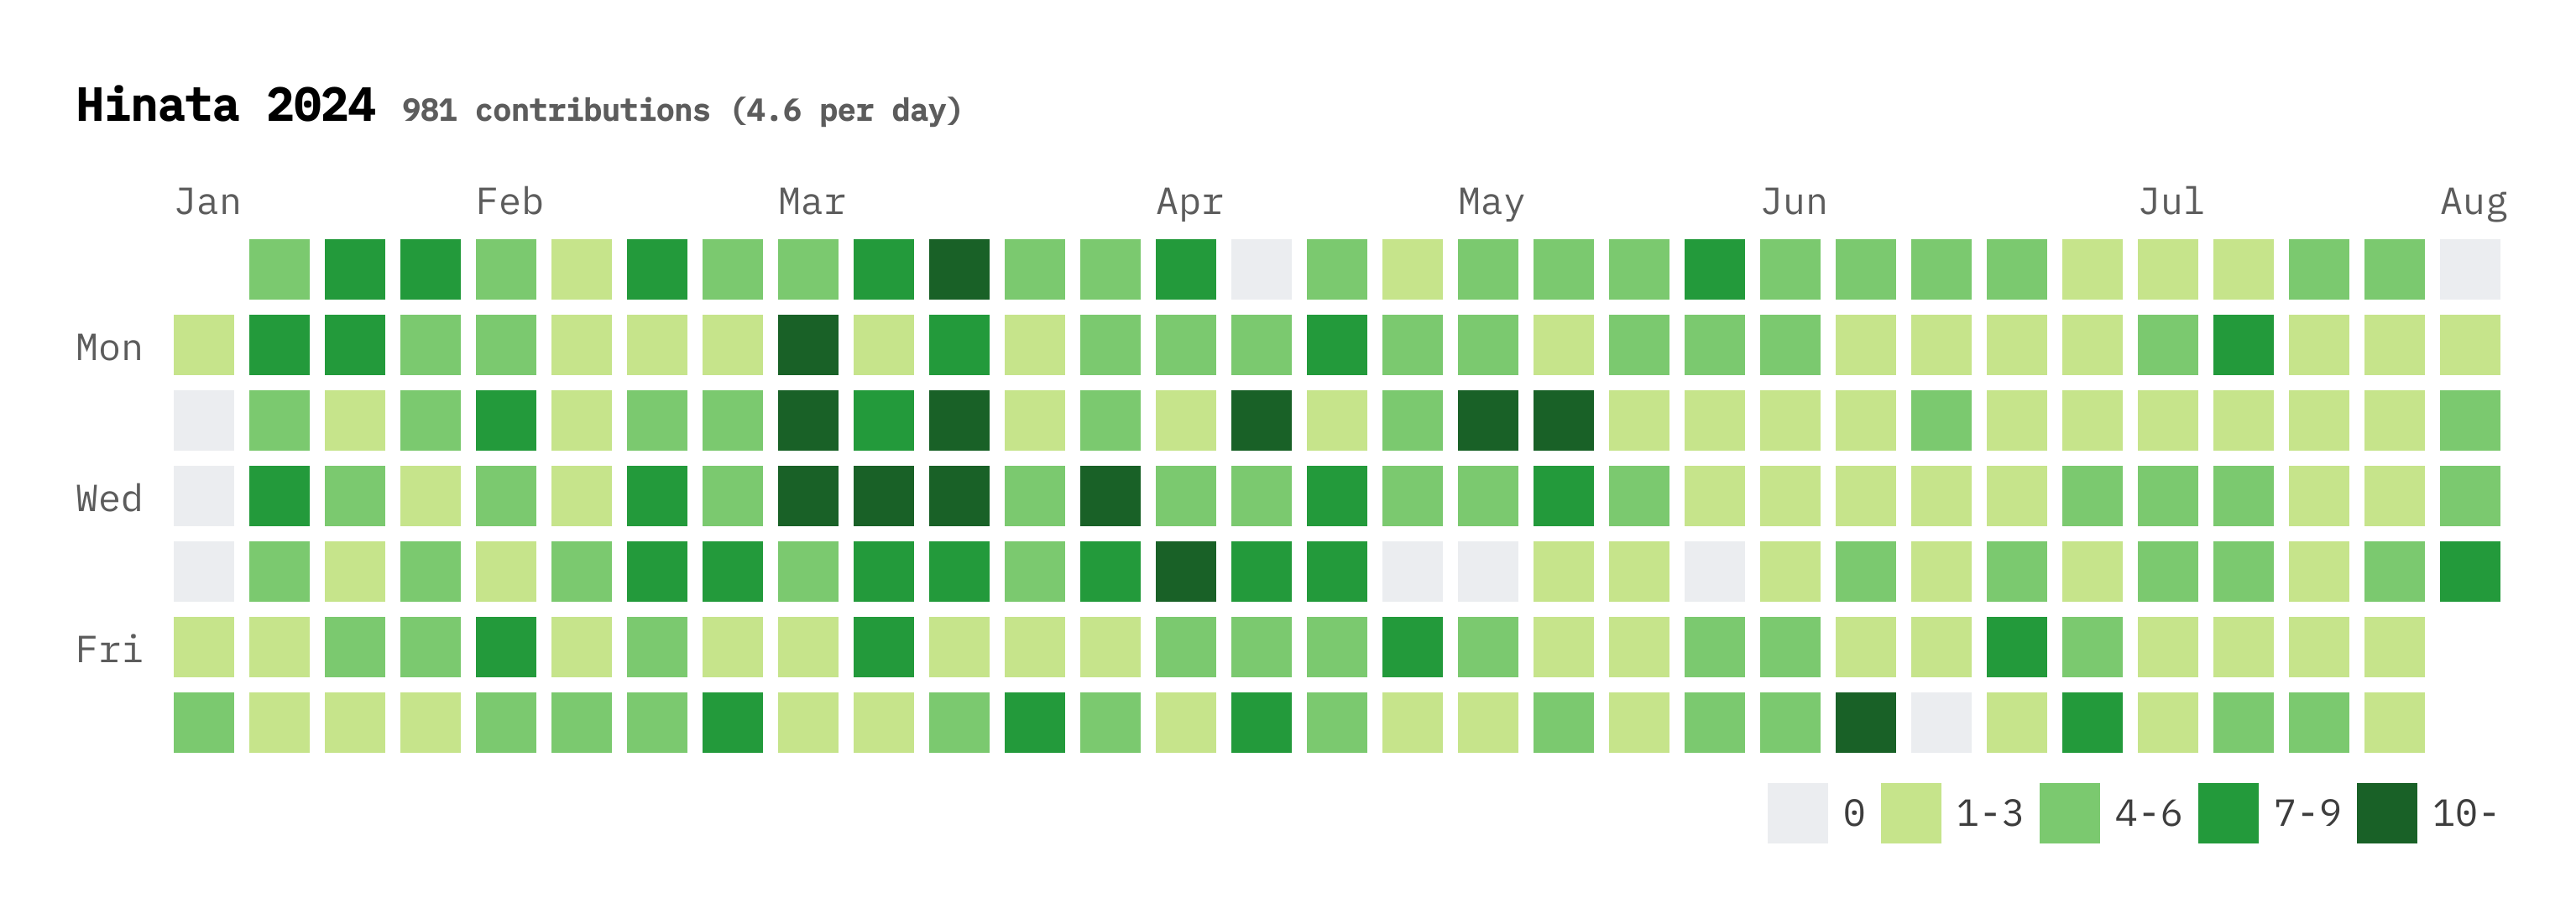 Hinata 2024 981 contributions (4.6 per day)
Jan Feb Mar Apr May Jun Jul Aug
Mon
Wed
Fri
0 1-3 4-6 7-9 10-